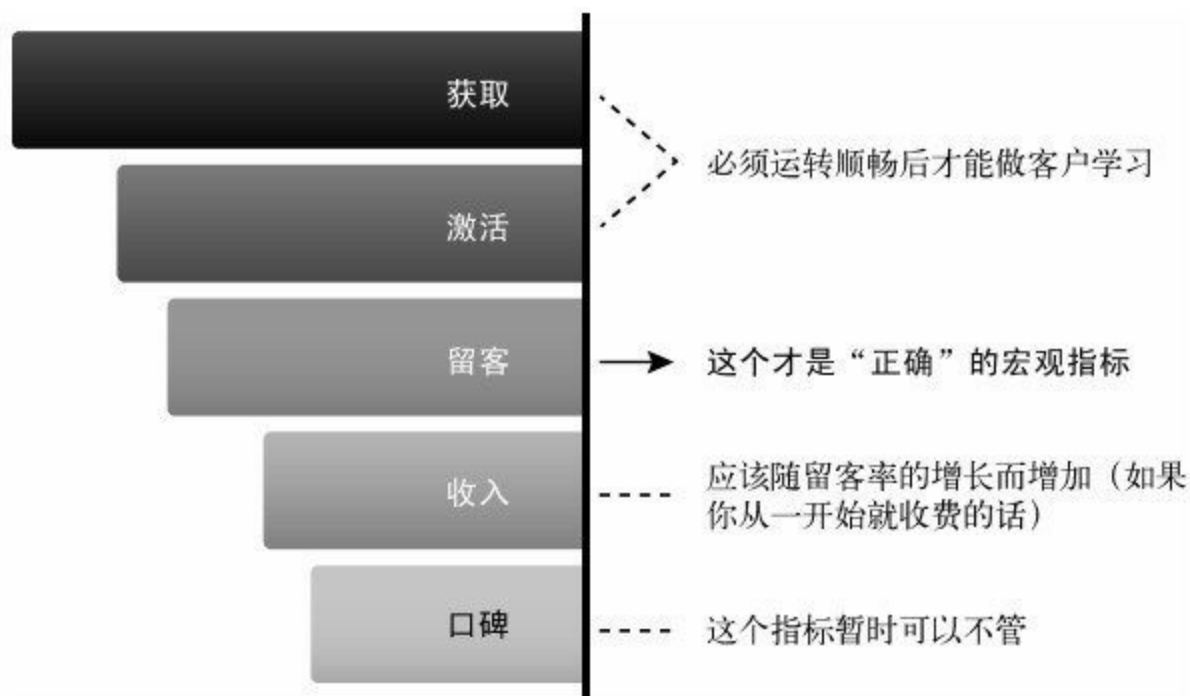 获取
必须运转顺畅后才能做客户学习
激活
留客
这个才是“正确”的宏观指标
收入
应该随留客率的增长而增加（如果
你从一开始就收费的话）
口碑
这个指标暂时可以不管